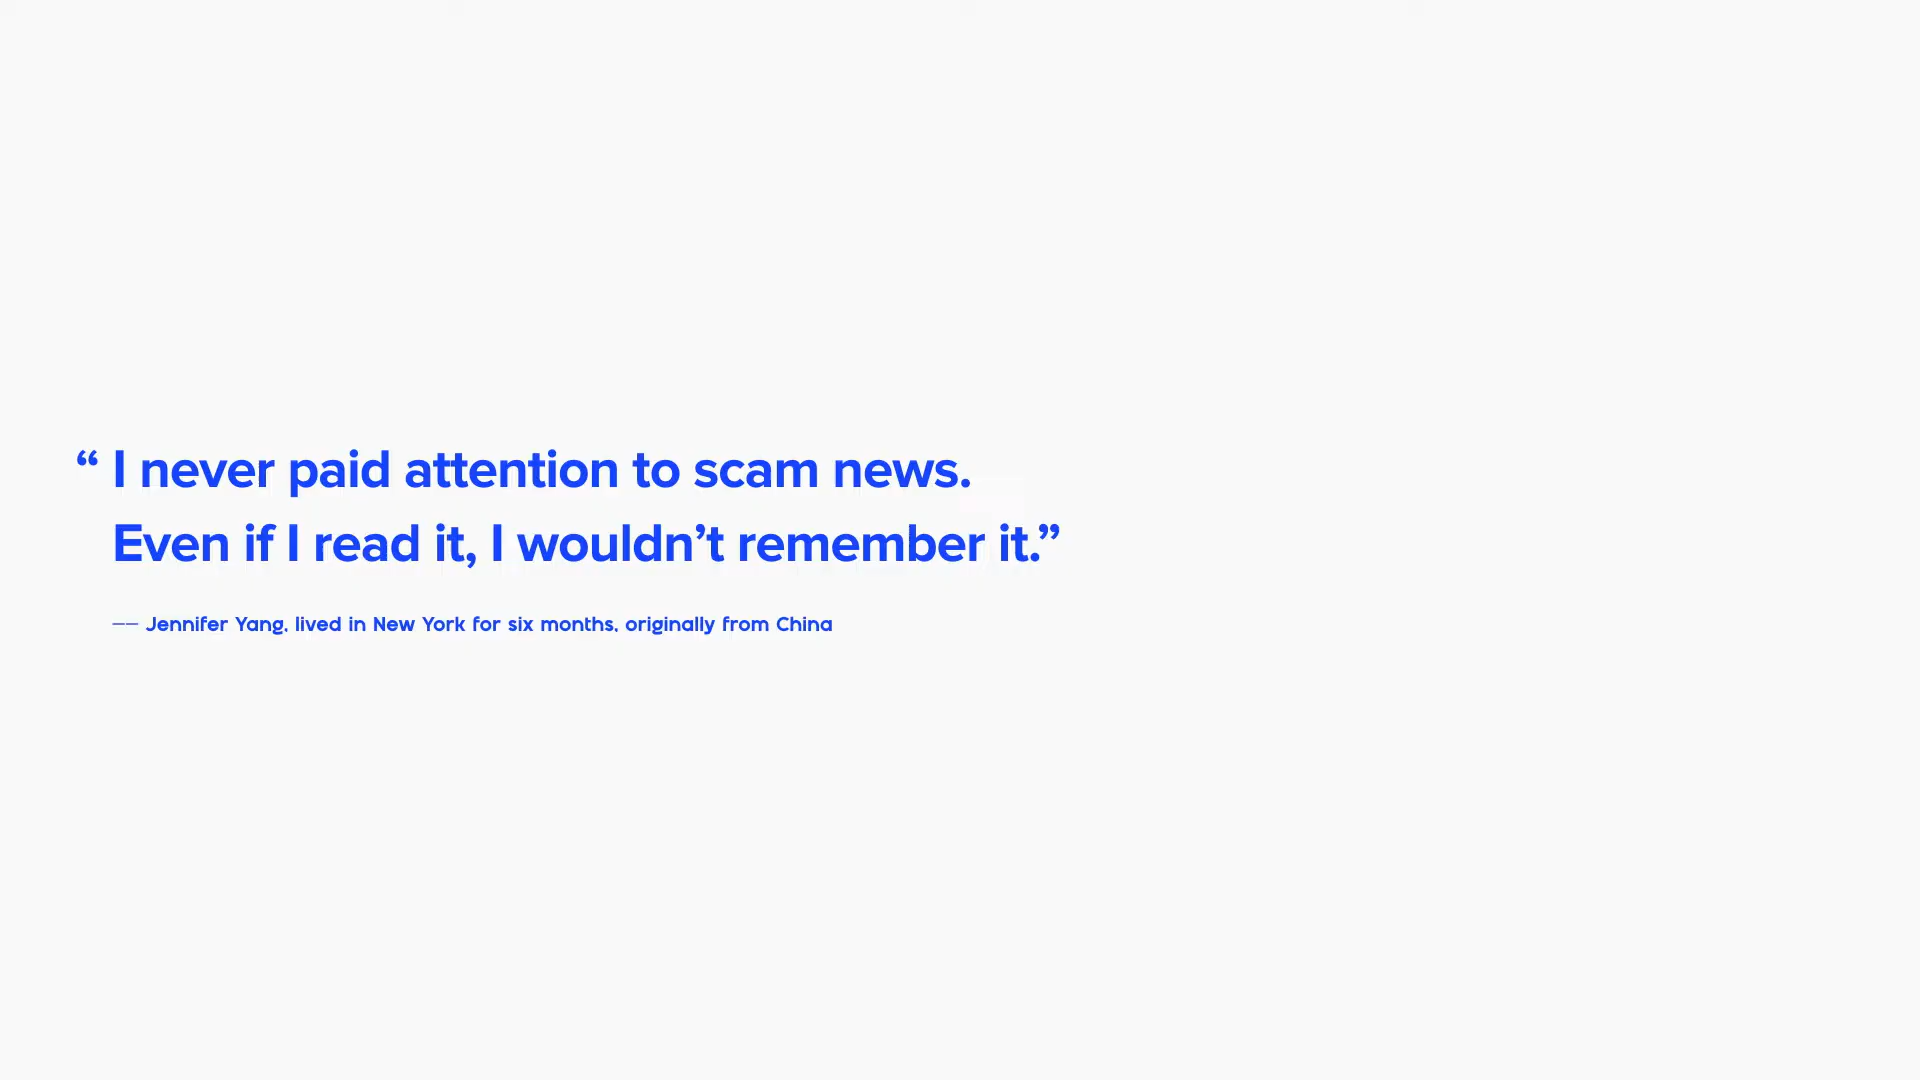 “ I never paid attention to scam news.
Even if I read it, I wouldn’t remember it.”
—— Jennifer Yang, lived in New York for six months, originally from China